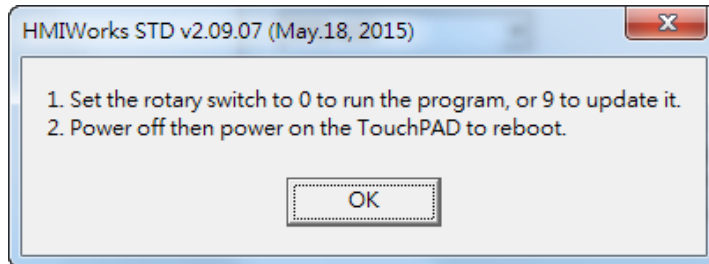 HMIWorks STD v2.09.07 (May.18, 2015)
1. Set the rotary switch to 0 to run the program, or 9 to update it.
2. Power off then power on the TouchPAD to reboot.
OK